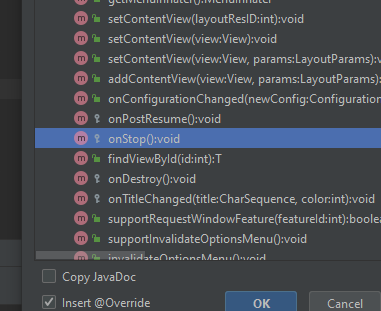 getMenuInflater():MenuInflater
setContentView(layoutResID:int):void
setContentView(view:View):void
setContentView(view:View, params:LayoutParams):void
addContentView(view:View, params:LayoutParams):void
onConfigurationChanged(newConfig:Configuration
onPostResume():void
onStop():void
findViewById(id:int):T
onDestroy():void
onTitleChanged(title:CharSequence, color:int):void
supportRequestWindowFeature(featureId:int):boolea
supportInvalidateOptionsMenu():void
invalidateOptionsMenu():void
Copy JavaDoc
Insert @Override
OK
Cancel